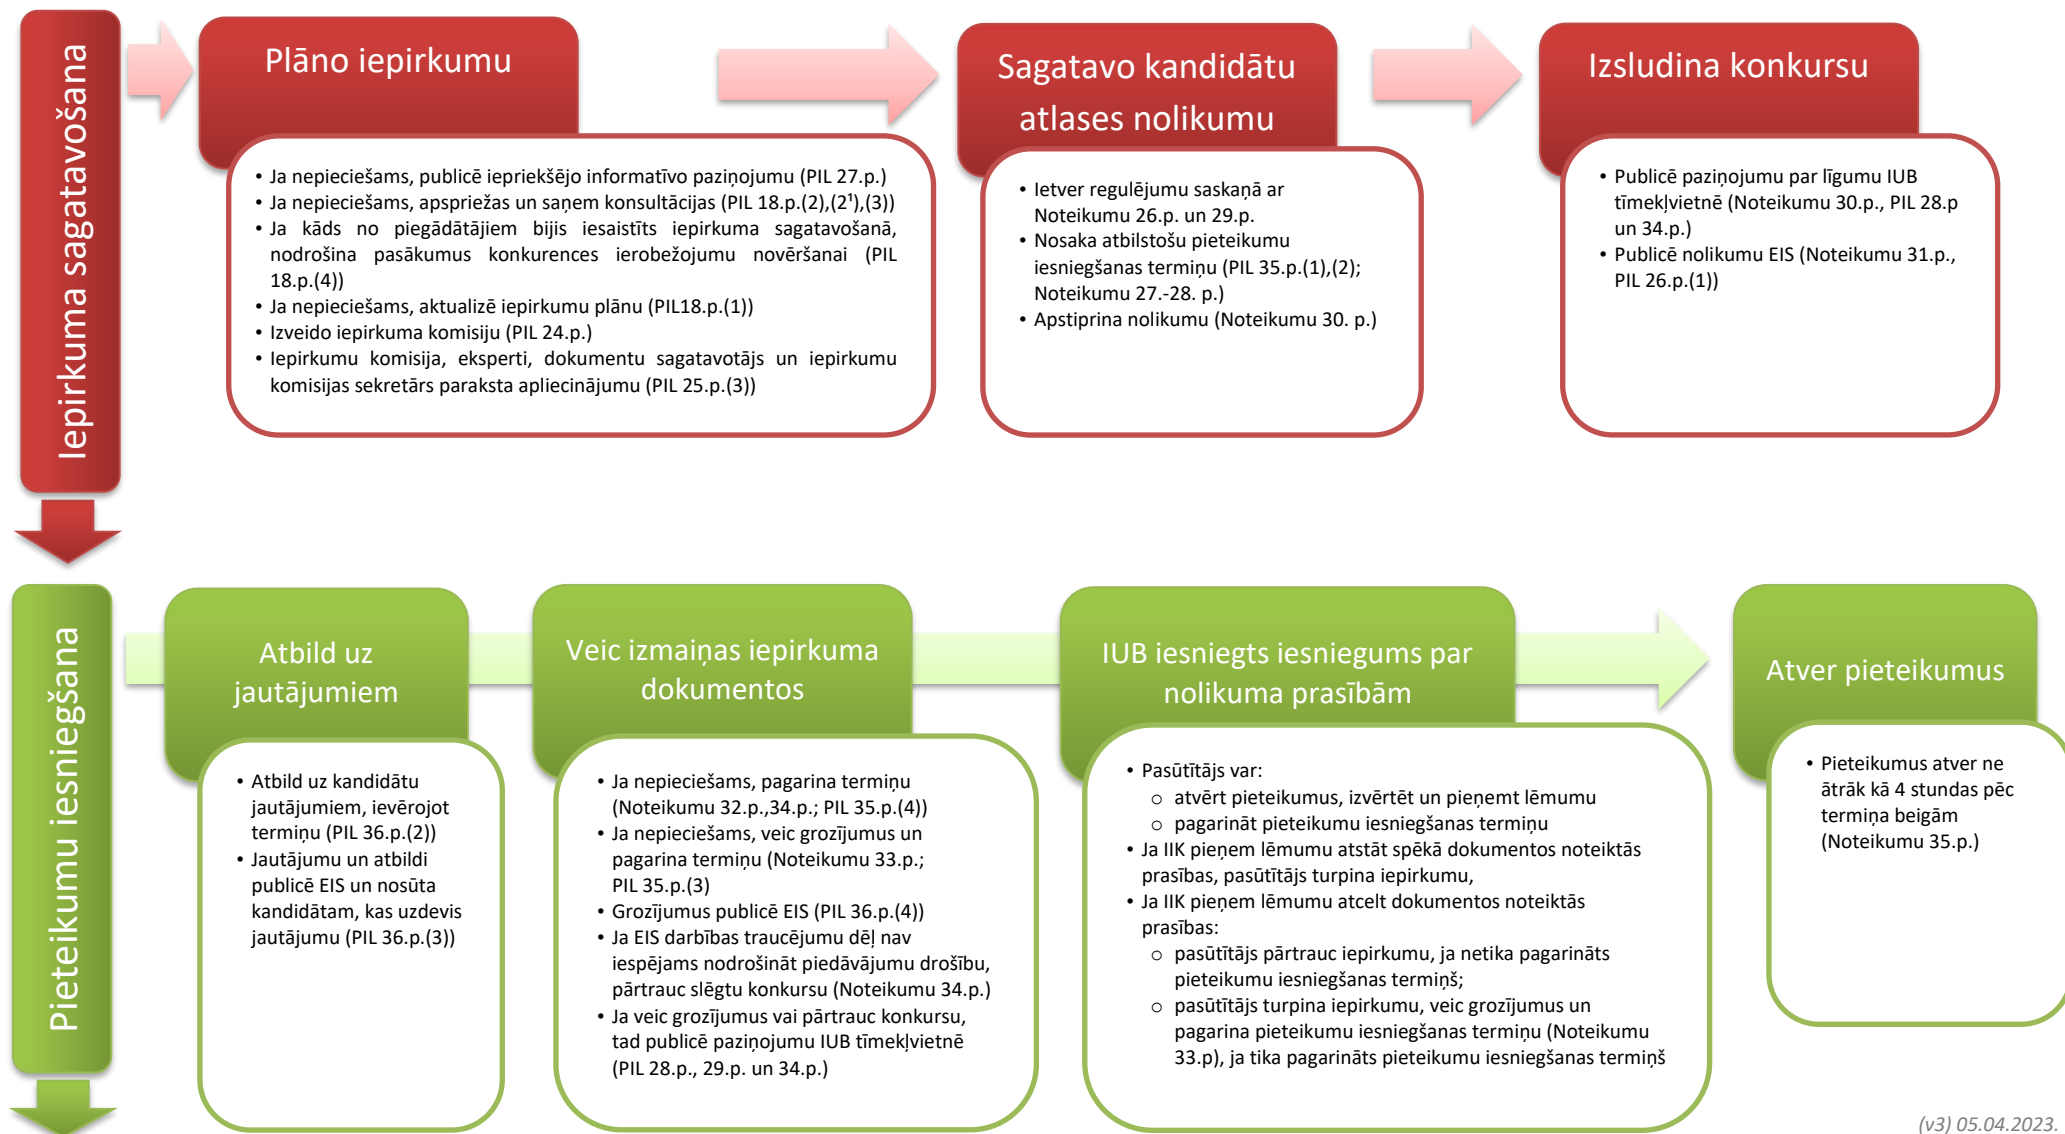 Iepirkuma sagatavošana
Plāno iepirkumu
• Ja nepieciešams, publicē iepriekšējo informatīvo paziņojumu (PIL 27.p.)
• Ja nepieciešams, apspriežas un saņem konsultācijas (PIL 18.p.(2),(2¹),(3))
• Ja kāds no piegādātājiem bijis iesaistīts iepirkuma sagatavošanā,
nodrošina pasākumus konkurences ierobežojumu novēršanai (PIL
18.p.(4))
• Ja nepieciešams, aktualizē iepirkumu plānu (PIL18.p.(1))
• Izveido iepirkuma komisiju (PIL 24.p.)
• Iepirkumu komisija, eksperti, dokumentu sagatavotājs un iepirkumu
komisijas sekretārs paraksta apliecinājumu (PIL 25.p.(3))
Sagatavo kandidātu
atlases nolikumu
• Ietver regulējumu saskaņā ar
Noteikumu 26.p. un 29.p.
• Nosaka atbilstošu pieteikumu
iesniegšanas termiņu (PIL 35.p.(1),(2);
Noteikumu 27.-28. p.)
• Apstiprina nolikumu (Noteikumu 30. p.)
Izsludina konkursu
• Publicē paziņojumu par līgumu IUB
tīmekļvietnē (Noteikumu 30.p., PIL 28.p
un 34.p.)
• Publicē nolikumu EIS (Noteikumu 31.p.,
PIL 26.p.(1))
Pieteikumu iesniegšana
Atbild uz
jautājumiem
• Atbild uz kandidātu
jautājumiem, ievērojot
termiņu (PIL 36.p.(2))
• Jautājumu un atbildi
publicē EIS un nosūta
kandidātam, kas uzdevis
jautājumu (PIL 36.p.(3))
Veic izmaiņas iepirkuma
dokumentos
• Ja nepieciešams, pagarina termiņu
(Noteikumu 32.p.,34.p.; PIL 35.p.(4))
• Ja nepieciešams, veic grozījumus un
pagarina termiņu (Noteikumu 33.p.;
PIL 35.p.(3)
• Grozījumus publicē EIS (PIL 36.p.(4))
• Ja EIS darbības traucējumu dēļ nav
iespējams nodrošināt piedāvājumu drošību,
pārtrauc slēgtu konkursu (Noteikumu 34.p.)
• Ja veic grozījumus vai pārtrauc konkursu,
tad publicē paziņojumu IUB tīmekļvietnē
(PIL 28.p., 29.p. un 34.p.)
IUB iesniegts iesniegums par
nolikuma prasībām
• Pasūtītājs var:
o atvērt pieteikumus, izvērtēt un pieņemt lēmumu
o pagarināt pieteikumu iesniegšanas termiņu
• Ja IIK pieņem lēmumu atstāt spēkā dokumentos noteiktās
prasības, pasūtītājs turpina iepirkumu,
• Ja IIK pieņem lēmumu atcelt dokumentos noteiktās
prasības:
o pasūtītājs pārtrauc iepirkumu, ja netika pagarināts
pieteikumu iesniegšanas termiņš;
o pasūtītājs turpina iepirkumu, veic grozījumus un
pagarina pieteikumu iesniegšanas termiņu (Noteikumu
33.p), ja tika pagarināts pieteikumu iesniegšanas termiņš
Atver pieteikumus
• Pieteikumus atver ne
ātrāk kā 4 stundas pēc
termiņa beigām
(Noteikumu 35.p.)
(v3) 05.04.2023.